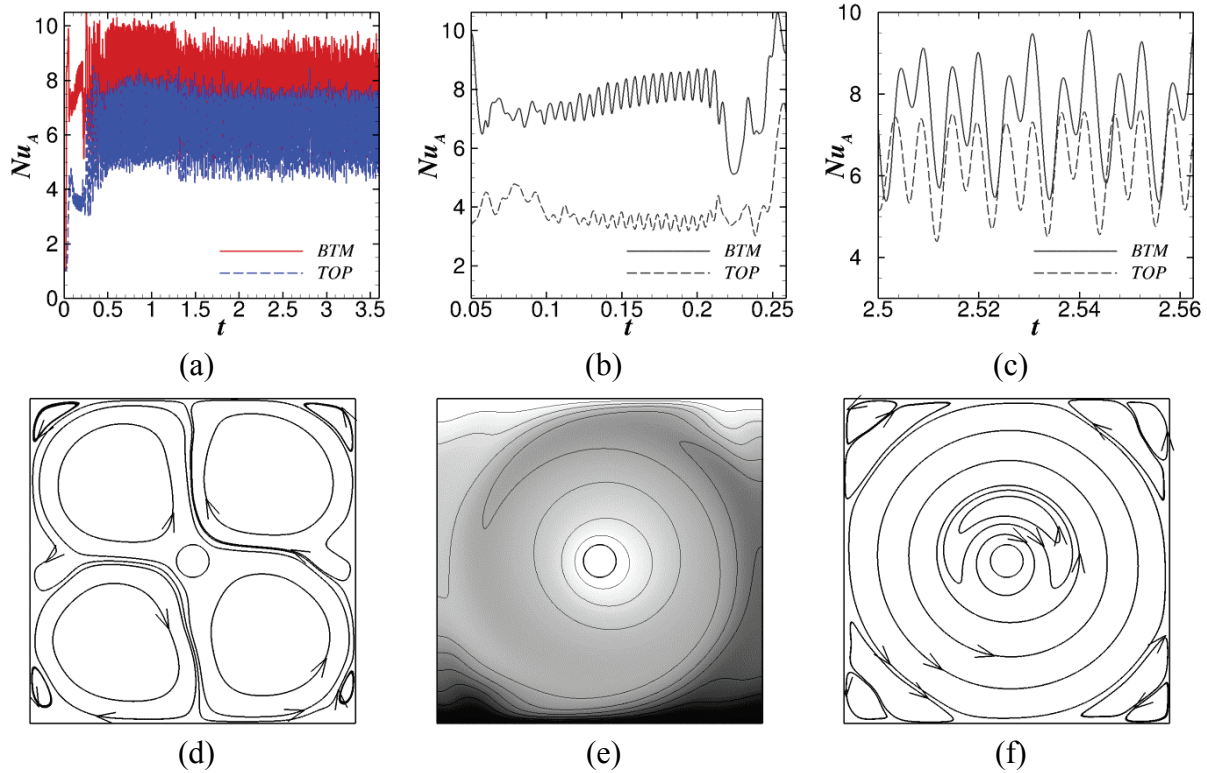 10
8
6
4
2
0
Nu_A
BTM
TOP
0 0.5 1 1.5 2 2.5 3 3.5
t
(a)
10
8
6
4
2
Nu_A
BTM
TOP
0.05 0.1 0.15 0.2 0.25
t
(b)
10
8
6
4
Nu_A
BTM
TOP
2.5 2.52 2.54 2.56
t
(c)
(d)
(e)
(f)